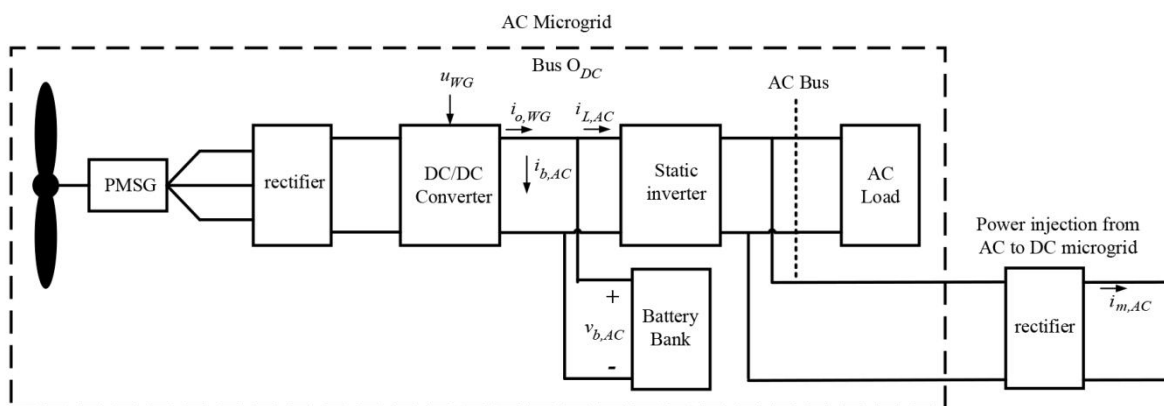 AC Microgrid
Bus O_DC
u_WG
AC Bus
i_o,WG
i_L,AC
PMSG
rectifier
DC/DC
Converter
i_b,AC
Static
inverter
AC
Load
Power injection from
AC to DC microgrid
+
v_b,AC
-
Battery
Bank
rectifier
i_m,AC